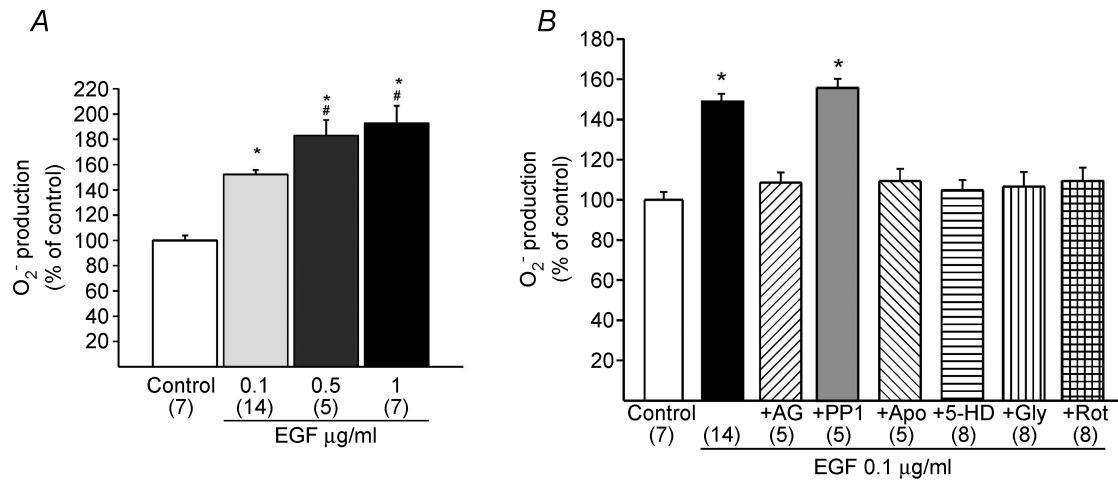 A
O2- production
(% of control)
220
200
180
160
140
120
100
80
60
40
20
*
*
#
*
#
Control 0.1 0.5 1
(7) (14) (5) (7)
EGF μg/ml
B
O2- production
(% of control)
180
160
140
120
100
80
60
40
20
* *
Control +AG +PP1 +Apo +5-HD +Gly +Rot
(7) (14) (5) (5) (5) (8) (8) (8)
EGF 0.1 μg/ml